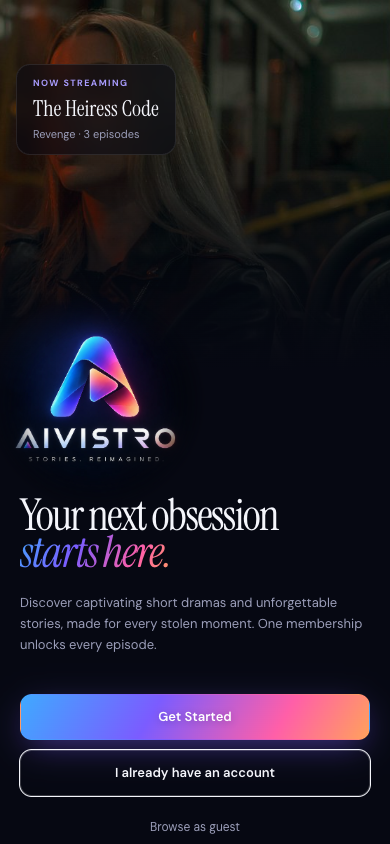 NOW STREAMING
The Heiress Code
Revenge · 3 episodes
AIVISTRO
STORIES. REIMAGINED
Your next obsession
starts here.
Discover captivating short dramas and unforgettable
stories, made for every stolen moment. One membership
unlocks every episode.
Get Started
I already have an account
Browse as guest